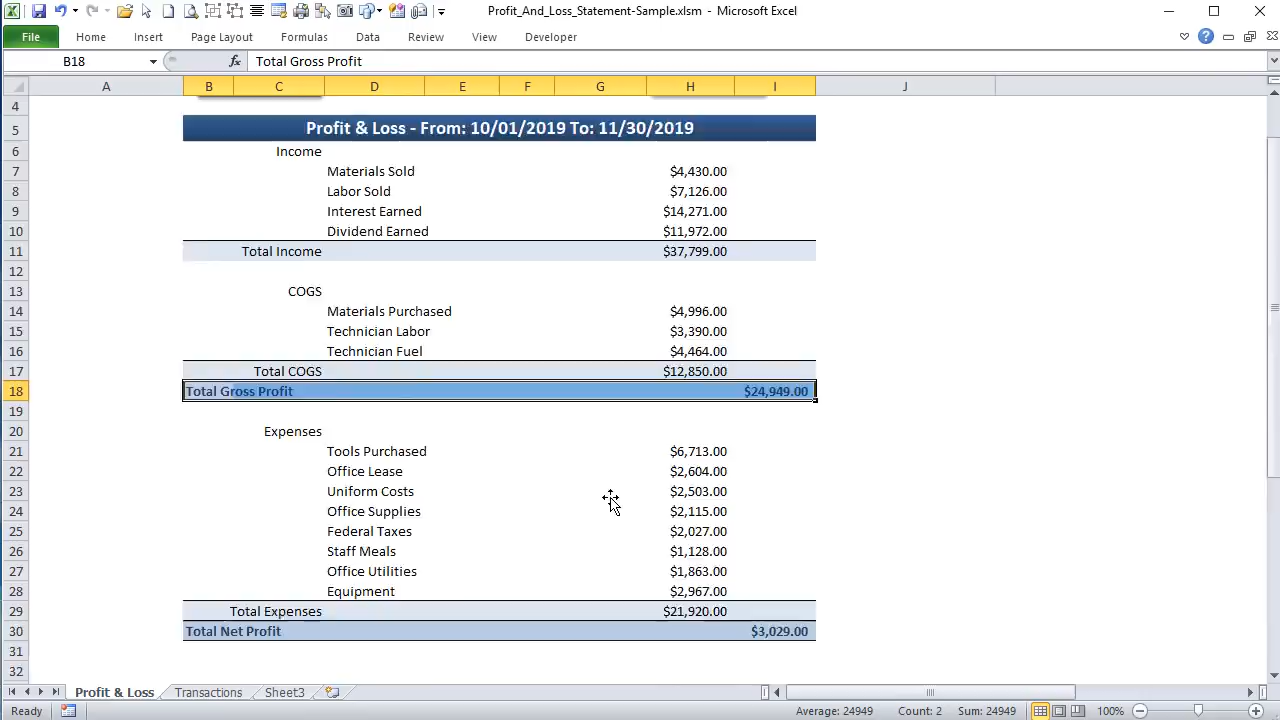 Profit_And_Loss_Statement-Sample.xlsm - Microsoft Excel
File Home Insert Page Layout Formulas Data Review View Developer
B18 fx Total Gross Profit
A B C D E F G H I J
4
5 Profit & Loss - From: 10/01/2019 To: 11/30/2019
6 Income
7 Materials Sold $4,430.00
8 Labor Sold $7,126.00
9 Interest Earned $14,271.00
10 Dividend Earned $11,972.00
11 Total Income $37,799.00
12
13 COGS
14 Materials Purchased $4,996.00
15 Technician Labor $3,390.00
16 Technician Fuel $4,464.00
17 Total COGS $12,850.00
18 Total Gross Profit $24,949.00
19
20 Expenses
21 Tools Purchased $6,713.00
22 Office Lease $2,604.00
23 Uniform Costs $2,503.00
24 Office Supplies $2,115.00
25 Federal Taxes $2,027.00
26 Staff Meals $1,128.00
27 Office Utilities $1,863.00
28 Equipment $2,967.00
29 Total Expenses $21,920.00
30 Total Net Profit $3,029.00
31
32
Profit & Loss Transactions Sheet3
Ready Average: 24949 Count: 2 Sum: 24949 100%